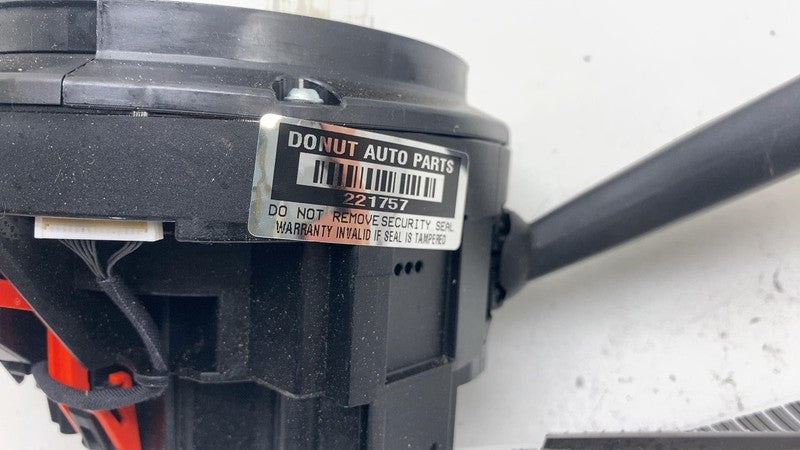 DONUT AUTO PARTS
221757
DO NOT REMOVE SECURITY SEAL
WARRANTY INVALID IF SEAL IS TAMPERED